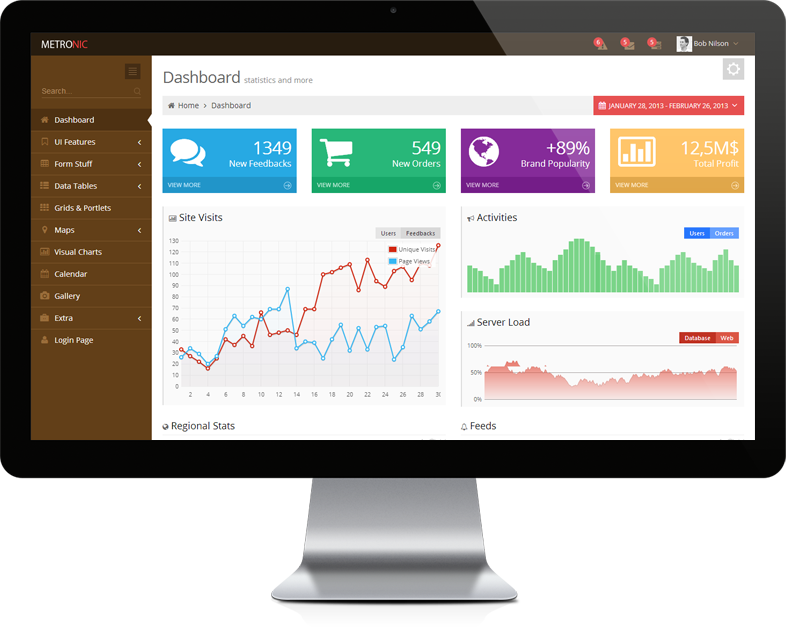 METRONIC
6
5
5
Bob Nilson
Search...
Dashboard
UI Features
Form Stuff
Data Tables
Grids & Portlets
Maps
Visual Charts
Calendar
Gallery
Extra
Login Page
Dashboard statistics and more
Home > Dashboard
JANUARY 28, 2013 - FEBRUARY 26, 2013
1349
New Feedbacks
VIEW MORE
549
New Orders
VIEW MORE
+89%
Brand Popularity
VIEW MORE
12,5M$
Total Profit
VIEW MORE
Site Visits
Users Feedbacks
Unique Visits
Page Views
130
120
110
100
90
80
70
60
50
40
30
20
10
0
2 4 6 8 10 12 14 16 18 20 22 24 26 28 30
Activities
Users Orders
Server Load
Database Web
100%
50%
0%
Regional Stats
Feeds